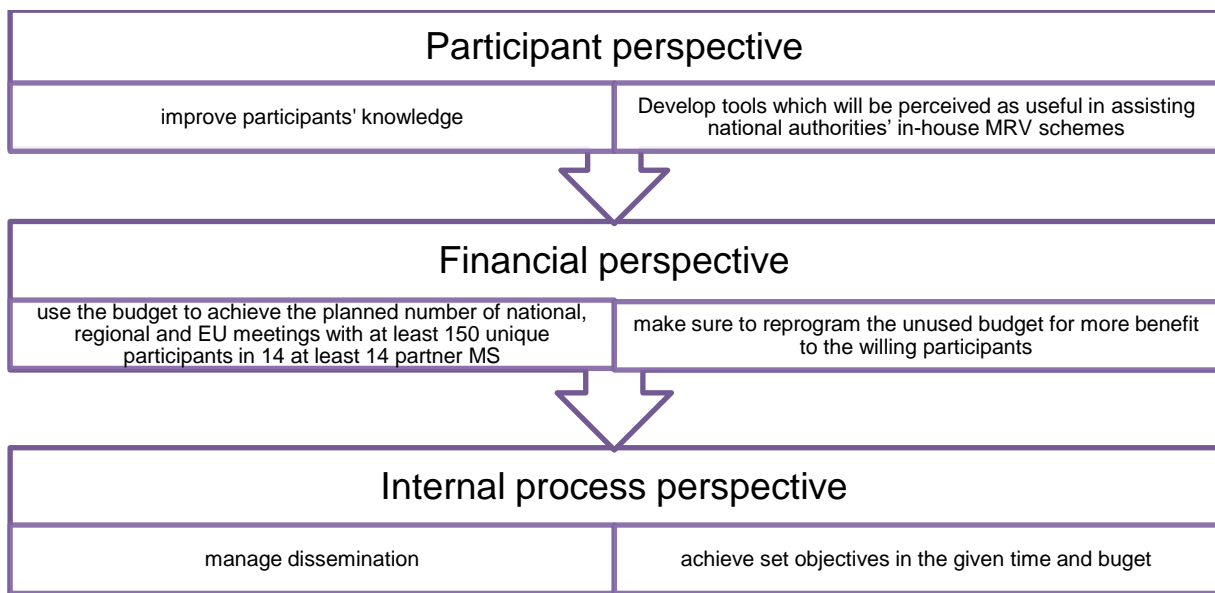 Participant perspective
improve participants' knowledge
Develop tools which will be perceived as useful in assisting
national authorities’ in-house MRV schemes
Financial perspective
use the budget to achieve the planned number of national,
regional and EU meetings with at least 150 unique
participants in 14 at least 14 partner MS
make sure to reprogram the unused budget for more benefit
to the willing participants
Internal process perspective
manage dissemination
achieve set objectives in the given time and buget